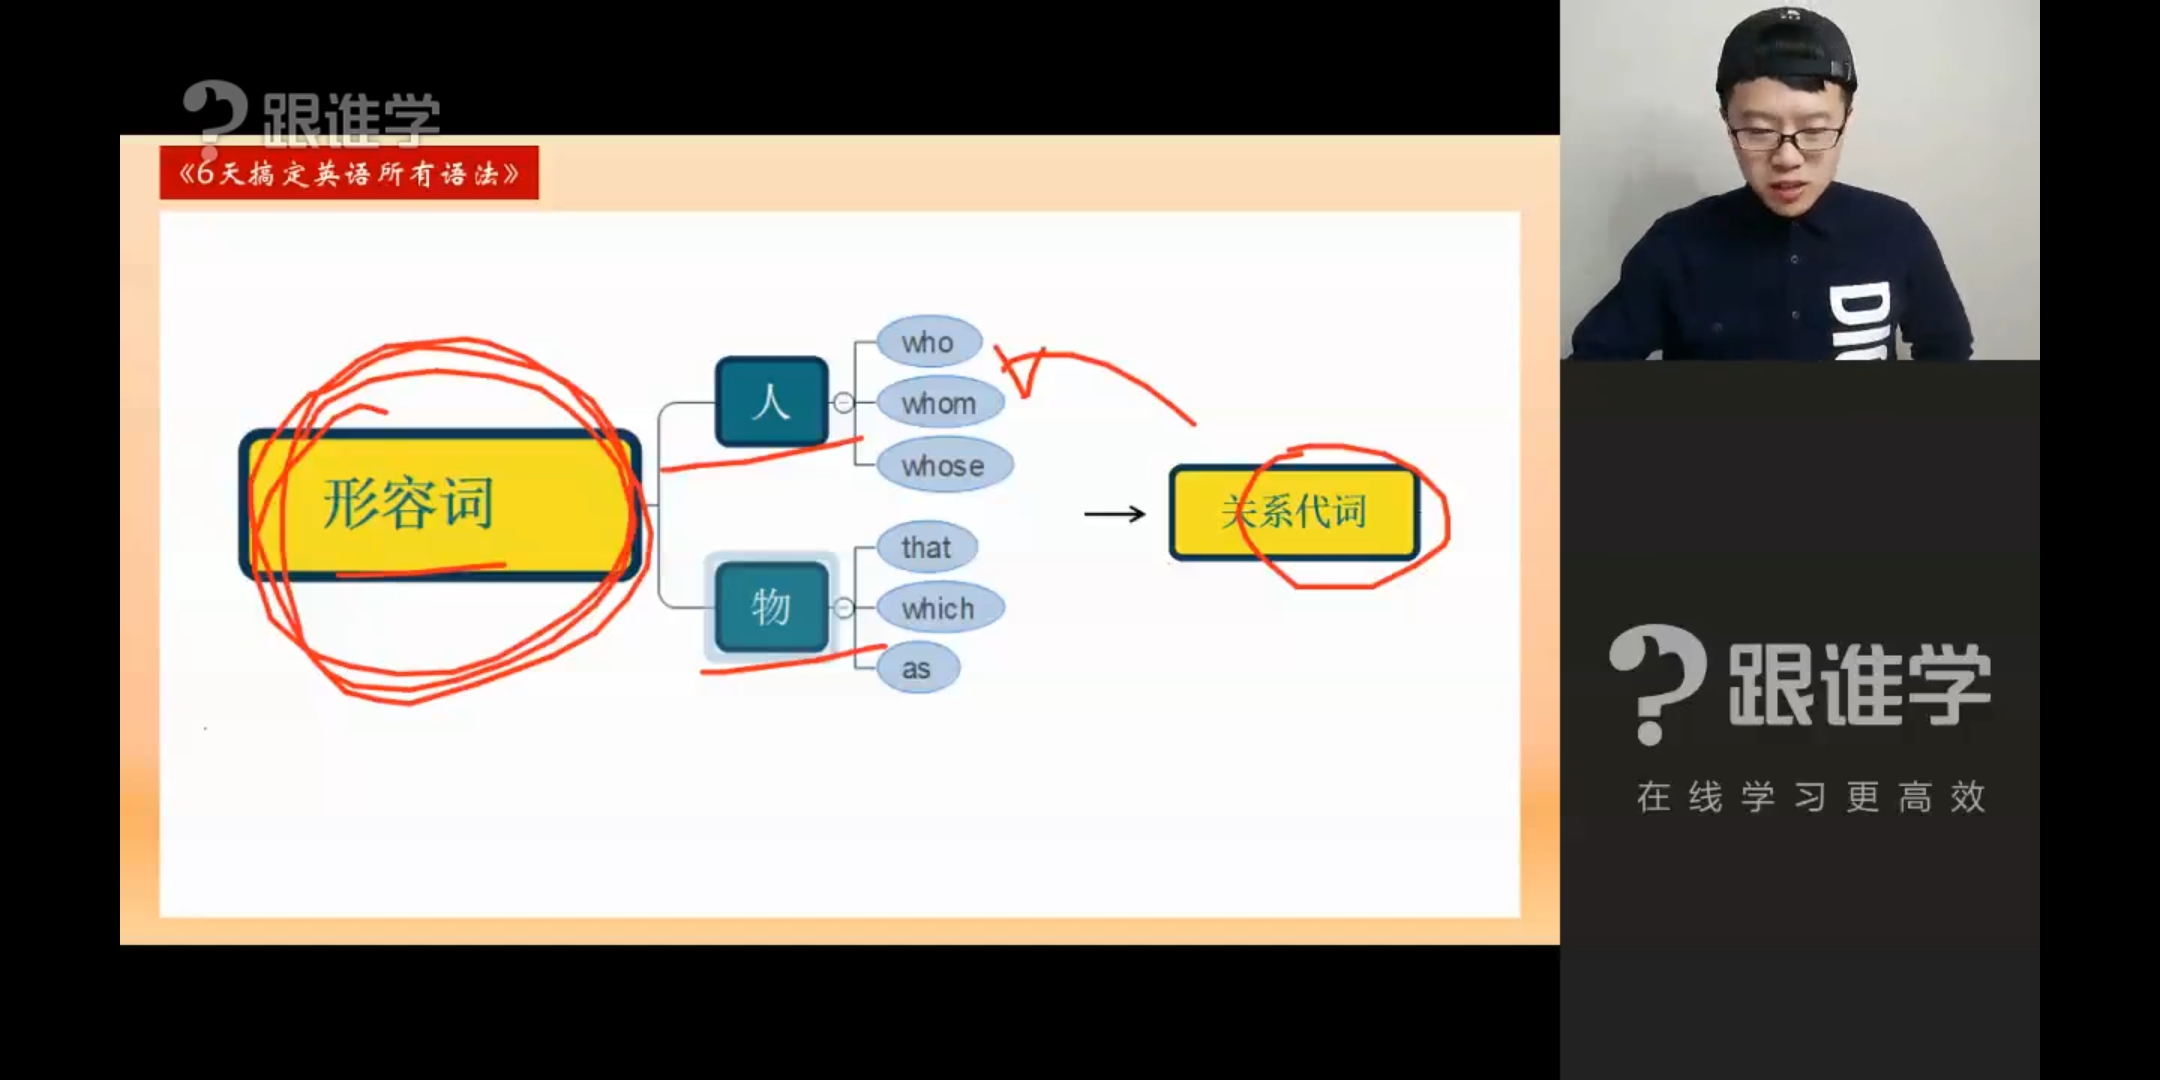 跟谁学
《6天搞定英语所有语法》
形容词
人
who
whom
whose
物
that
which
as
关系代词
跟谁学
在线学习更高效